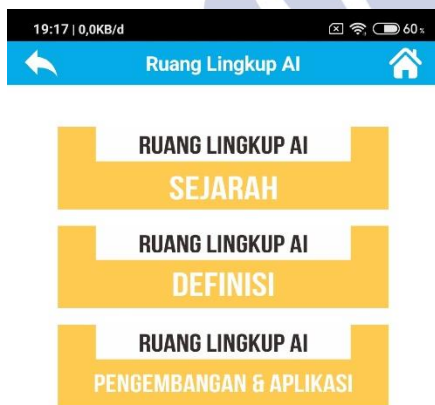 19:17 | 0,0KB/d 60%
Ruang Lingkup AI
RUANG LINGKUP AI
SEJARAH
RUANG LINGKUP AI
DEFINISI
RUANG LINGKUP AI
PENGEMBANGAN & APLIKASI